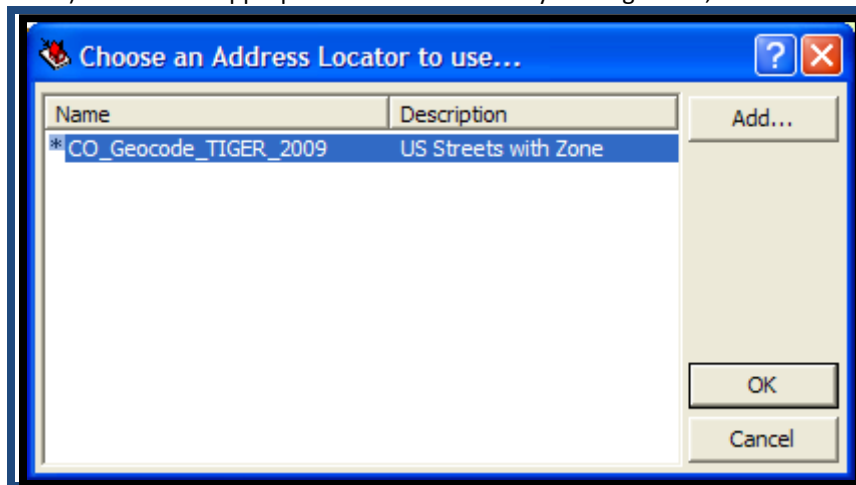 Choose an Address Locator to use...
Name Description Add...
*CO_Geocode_TIGER_2009 US Streets with Zone
OK
Cancel